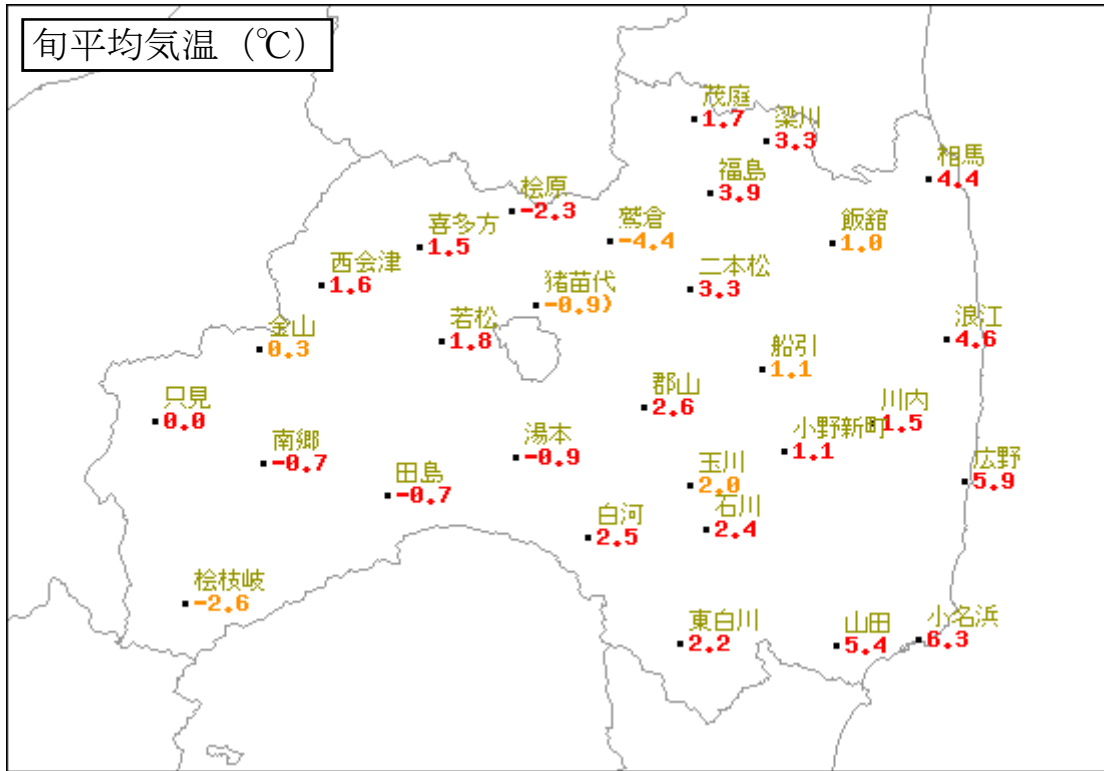 旬平均気温（℃）
茂庭
1.7
梁川
3.3
相馬
4.4
福島
3.9
桧原
-2.3
鷲倉
-4.4
飯舘
1.0
喜多方
1.5
西会津
1.6
猪苗代
-0.9)
二本松
3.3
金山
0.3
若松
1.8
浪江
4.6
船引
1.1
只見
0.0
郡山
2.6
川内
1.5
南郷
-0.7
湯本
-0.9
小野新町
1.1
田島
-0.7
玉川
2.0
広野
5.9
白河
2.5
石川
2.4
桧枝岐
-2.6
東白川
2.2
山田
5.4
小名浜
6.3